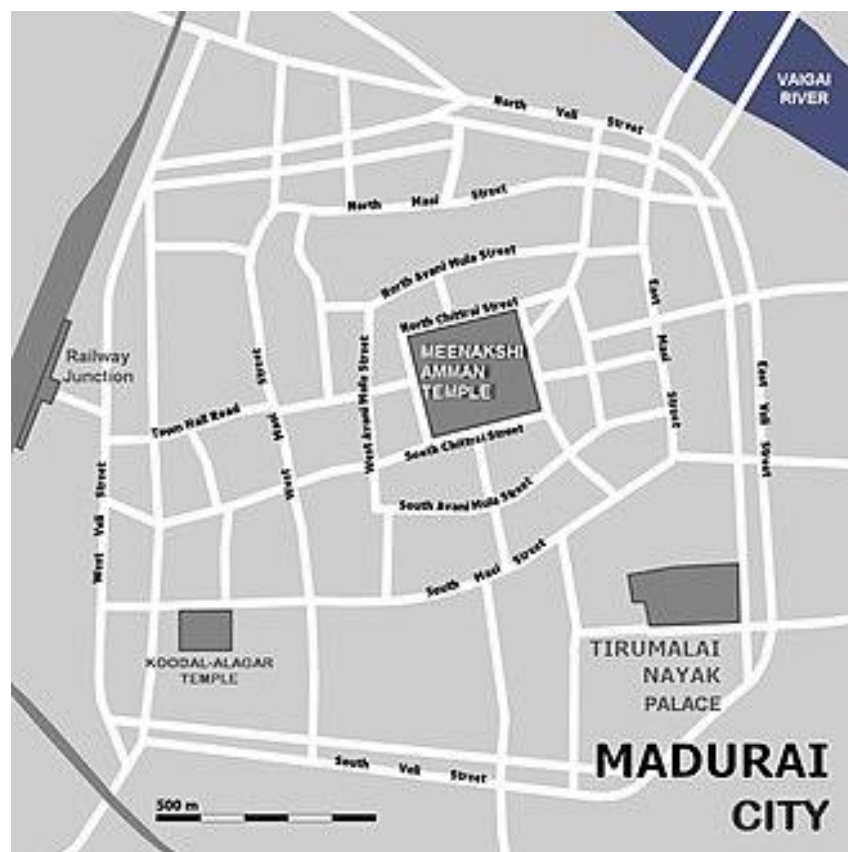 VAIGAI
RIVER
North Veli Street
North Masi Street
North Avani Mula Street
North Chittrai Street
East Masi Street
MEENAKSHI
AMMAN
TEMPLE
Railway
Junction
West Masi Street
West Avani Mula Street
East Veli Street
Town Hall Road
South Chittrai Street
West Veli Street
South Avani Mula Street
South Masi Street
KOODAL-ALAGAR
TEMPLE
TIRUMALAI
NAYAK
PALACE
South Veli Street
MADURAI
CITY
500 m